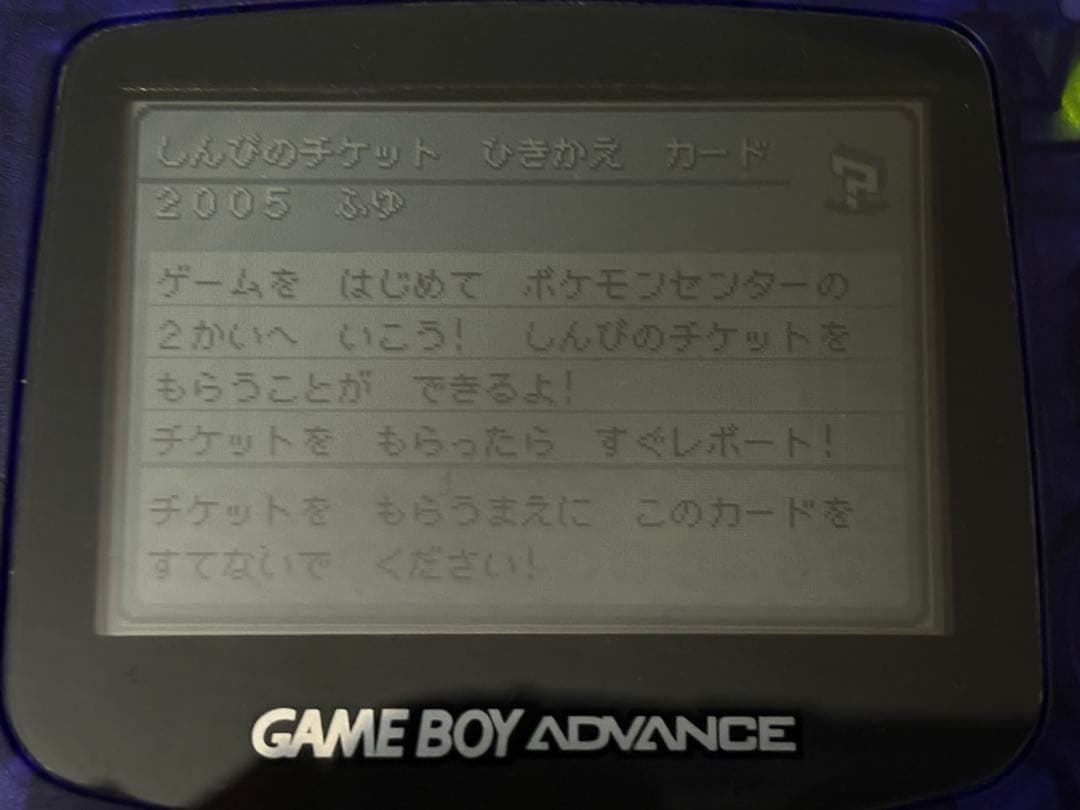 しんぴのチケット　ひきかえ　カード
2005　ふゆ
ゲームを　はじめて　ポケモンセンターの
2かいへ　いこう!　しんぴのチケットを
もらうことが　できるよ!
チケットを　もらったら　すぐレポート!
チケットを　もらうまえに　このカードを
すてないで　ください!
GAME BOY ADVANCE